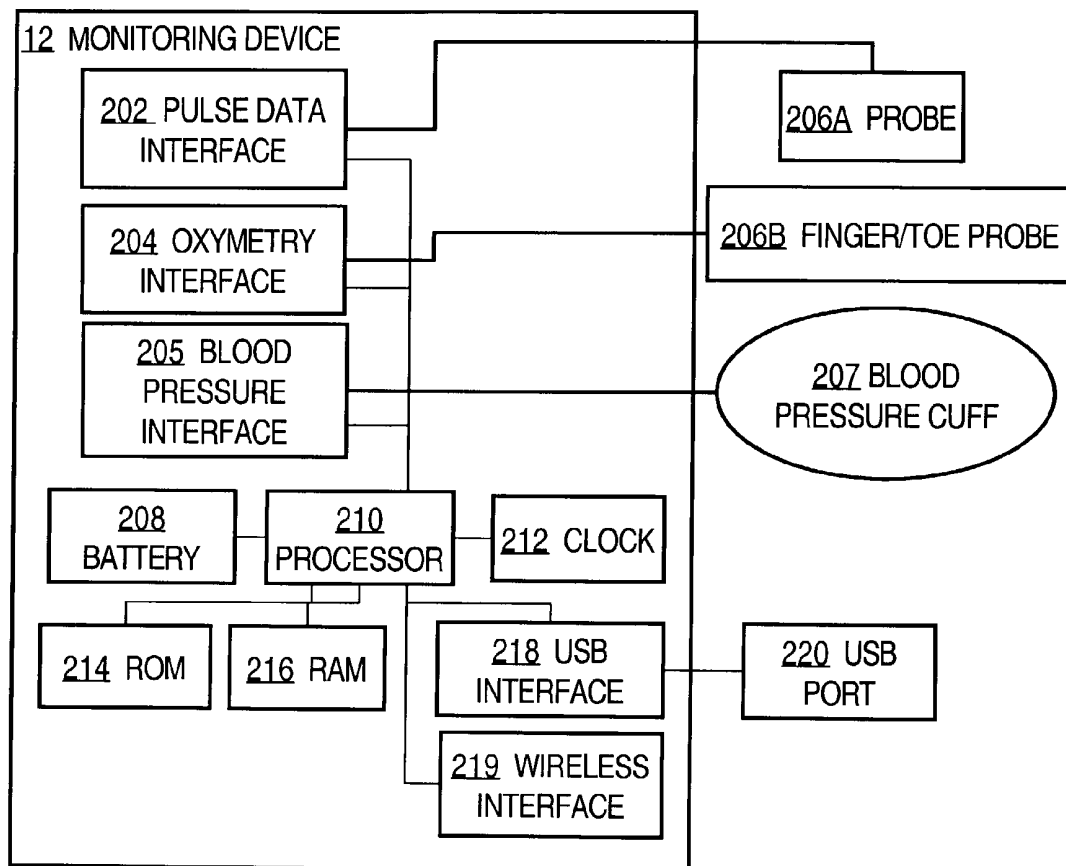 12 MONITORING DEVICE
202 PULSE DATA
INTERFACE
206A PROBE
204 OXYMETRY
INTERFACE
206B FINGER/TOE PROBE
205 BLOOD
PRESSURE
INTERFACE
207 BLOOD
PRESSURE CUFF
208
BATTERY
210
PROCESSOR
212 CLOCK
214 ROM
216 RAM
218 USB
INTERFACE
220 USB
PORT
219 WIRELESS
INTERFACE